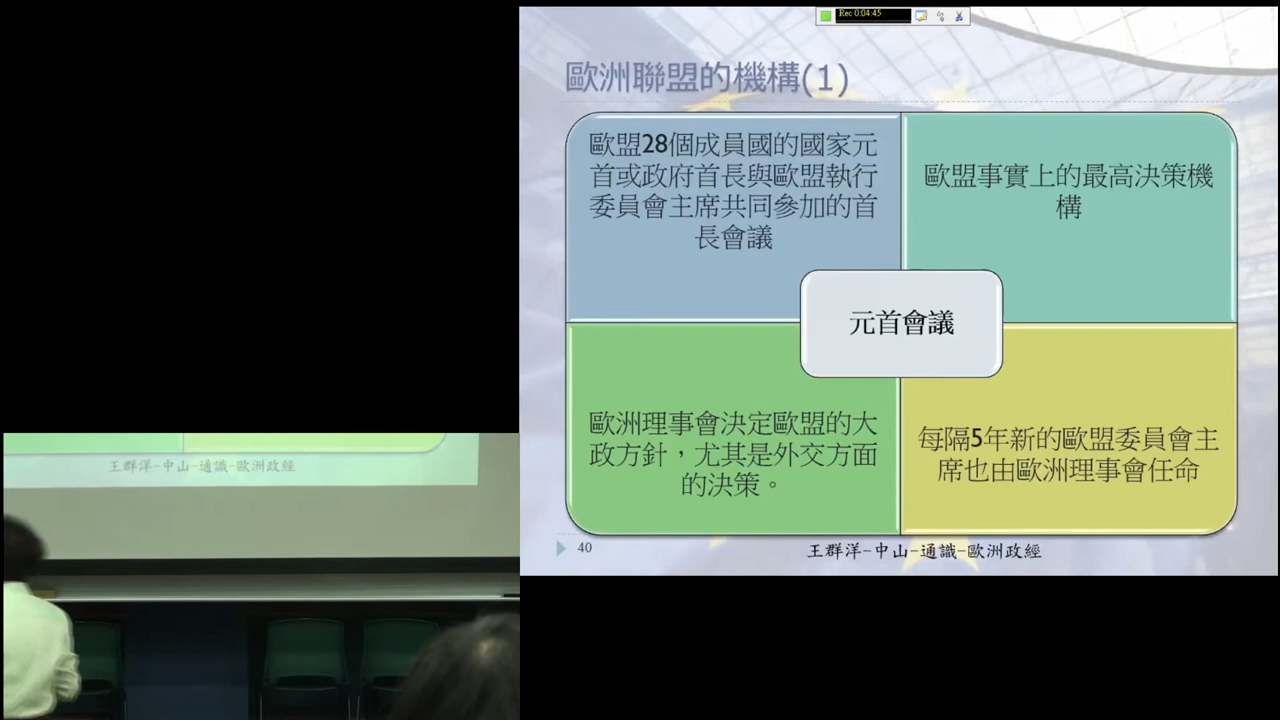 Rec 0:04:45
歐洲聯盟的機構(1)
歐盟28個成員國的國家元
首或政府首長與歐盟執行
委員會主席共同參加的首
長會議
歐盟事實上的最高決策機
構
元首會議
歐洲理事會決定歐盟的大
政方針，尤其是外交方面
的決策。
每隔5年新的歐盟委員會主
席也由歐洲理事會任命
40
王群洋-中山-通識-歐洲政經
王群洋-中山-通識-歐洲政經